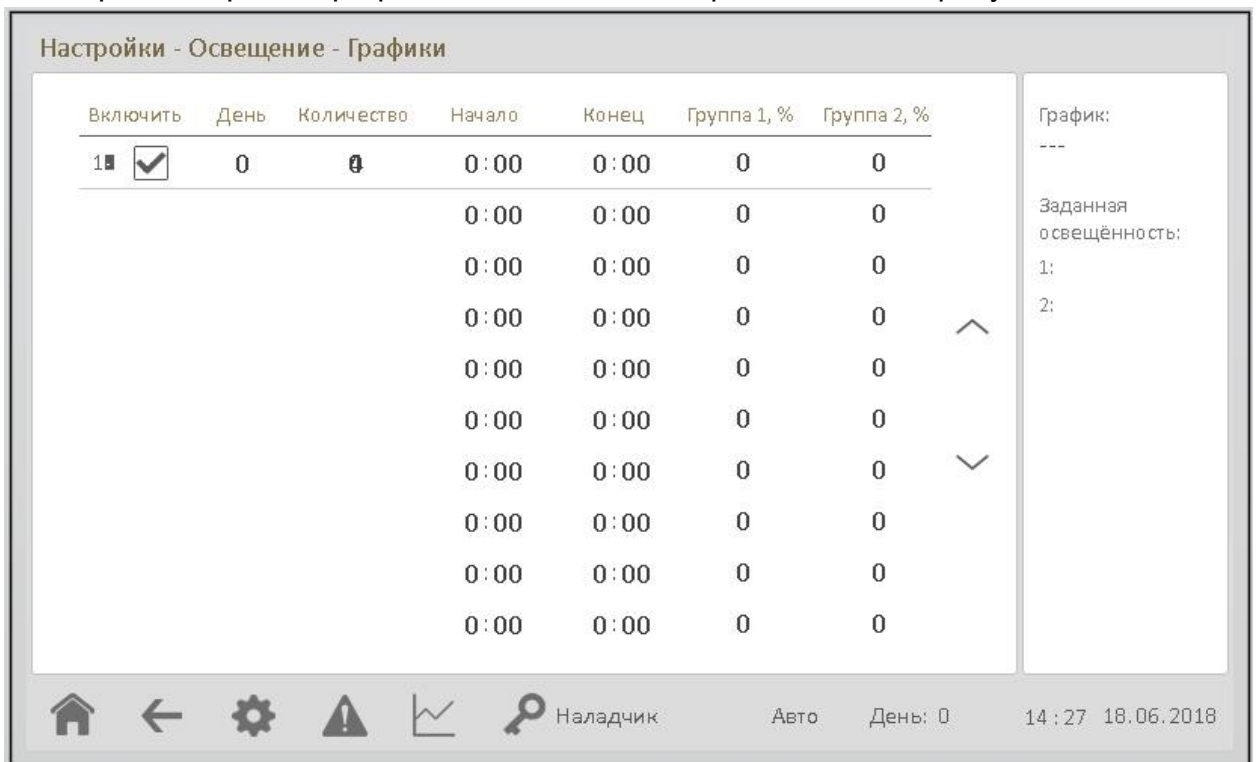 Настройки - Освещение - Графики
Включить День Количество Начало Конец Группа 1, % Группа 2, %
1 0 0:00 0:00 0 0
0:00 0:00 0 0
0:00 0:00 0 0
0:00 0:00 0 0
0:00 0:00 0 0
0:00 0:00 0 0
0:00 0:00 0 0
0:00 0:00 0 0
0:00 0:00 0 0
0:00 0:00 0 0
График:
---
Заданная
освещённость:
1:
2:
Наладчик Авто День: 0 14:27 18.06.2018